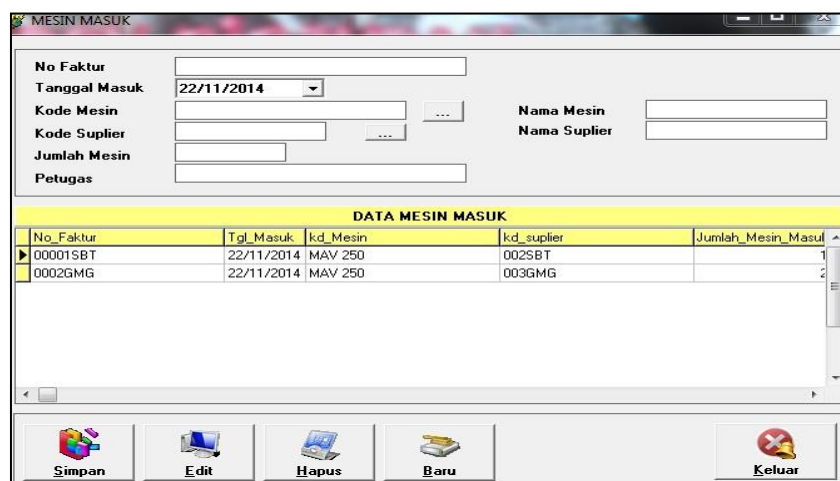 MESIN MASUK
No Faktur
Tanggal Masuk 22/11/2014
Kode Mesin ... Nama Mesin
Kode Suplier ... Nama Suplier
Jumlah Mesin
Petugas
DATA MESIN MASUK
No_Faktur Tgl_Masuk kd_Mesin kd_suplier
00001SBT 22/11/2014 MAV 250 002SBT 1
0002GMG 22/11/2014 MAV 250 003GMG 2
Simpan Edit Hapus Baru Keluar